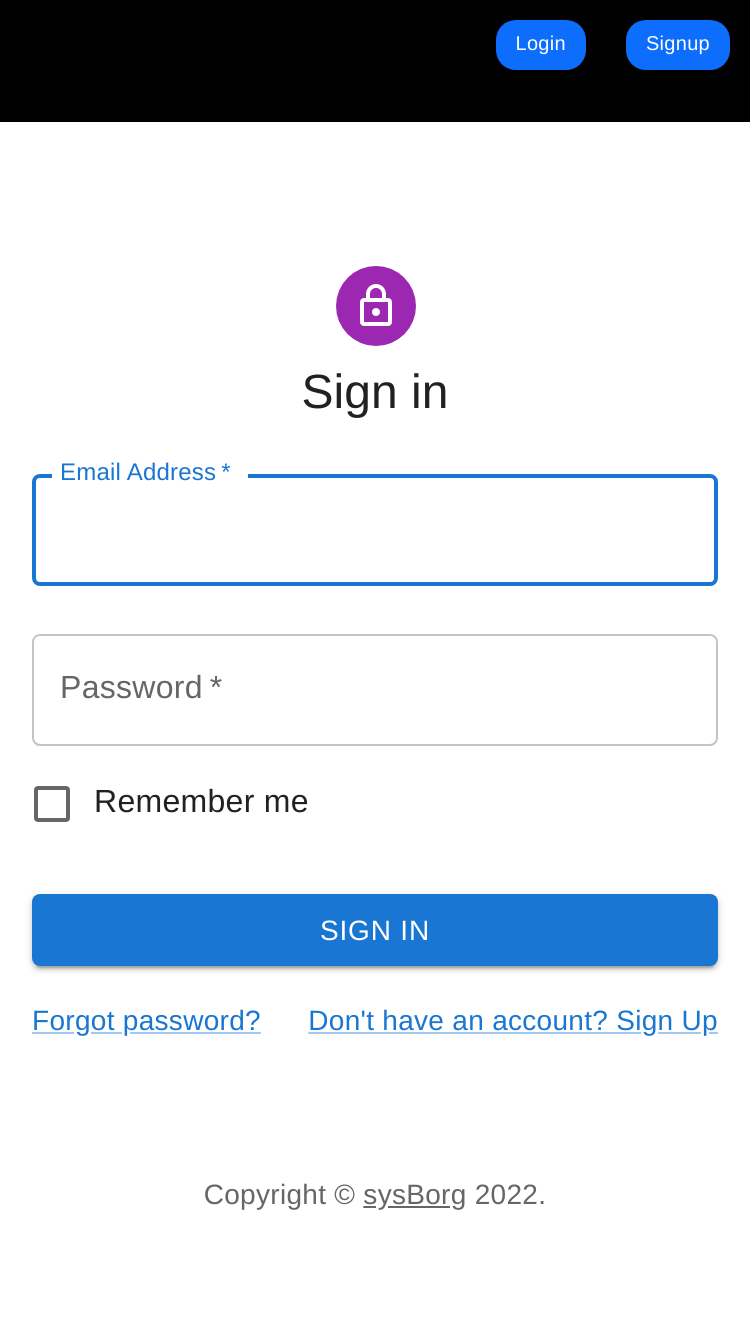 Login Signup
Sign in
Email Address *
Password *
Remember me
SIGN IN
Forgot password? Don't have an account? Sign Up
Copyright © sysBorg 2022.